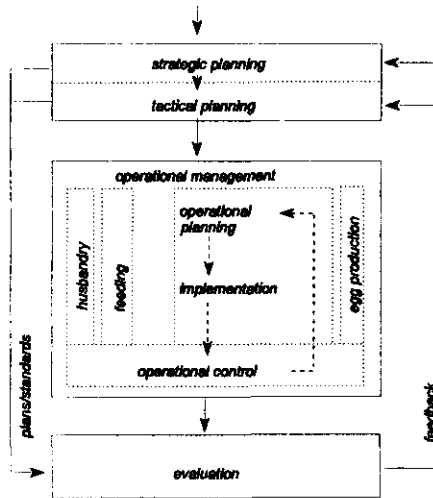 strategic planning
tactical planning
operational management
husbandry
feeding
operational
planning
implementation
egg production
operational control
plans/standards
feedback
evaluation